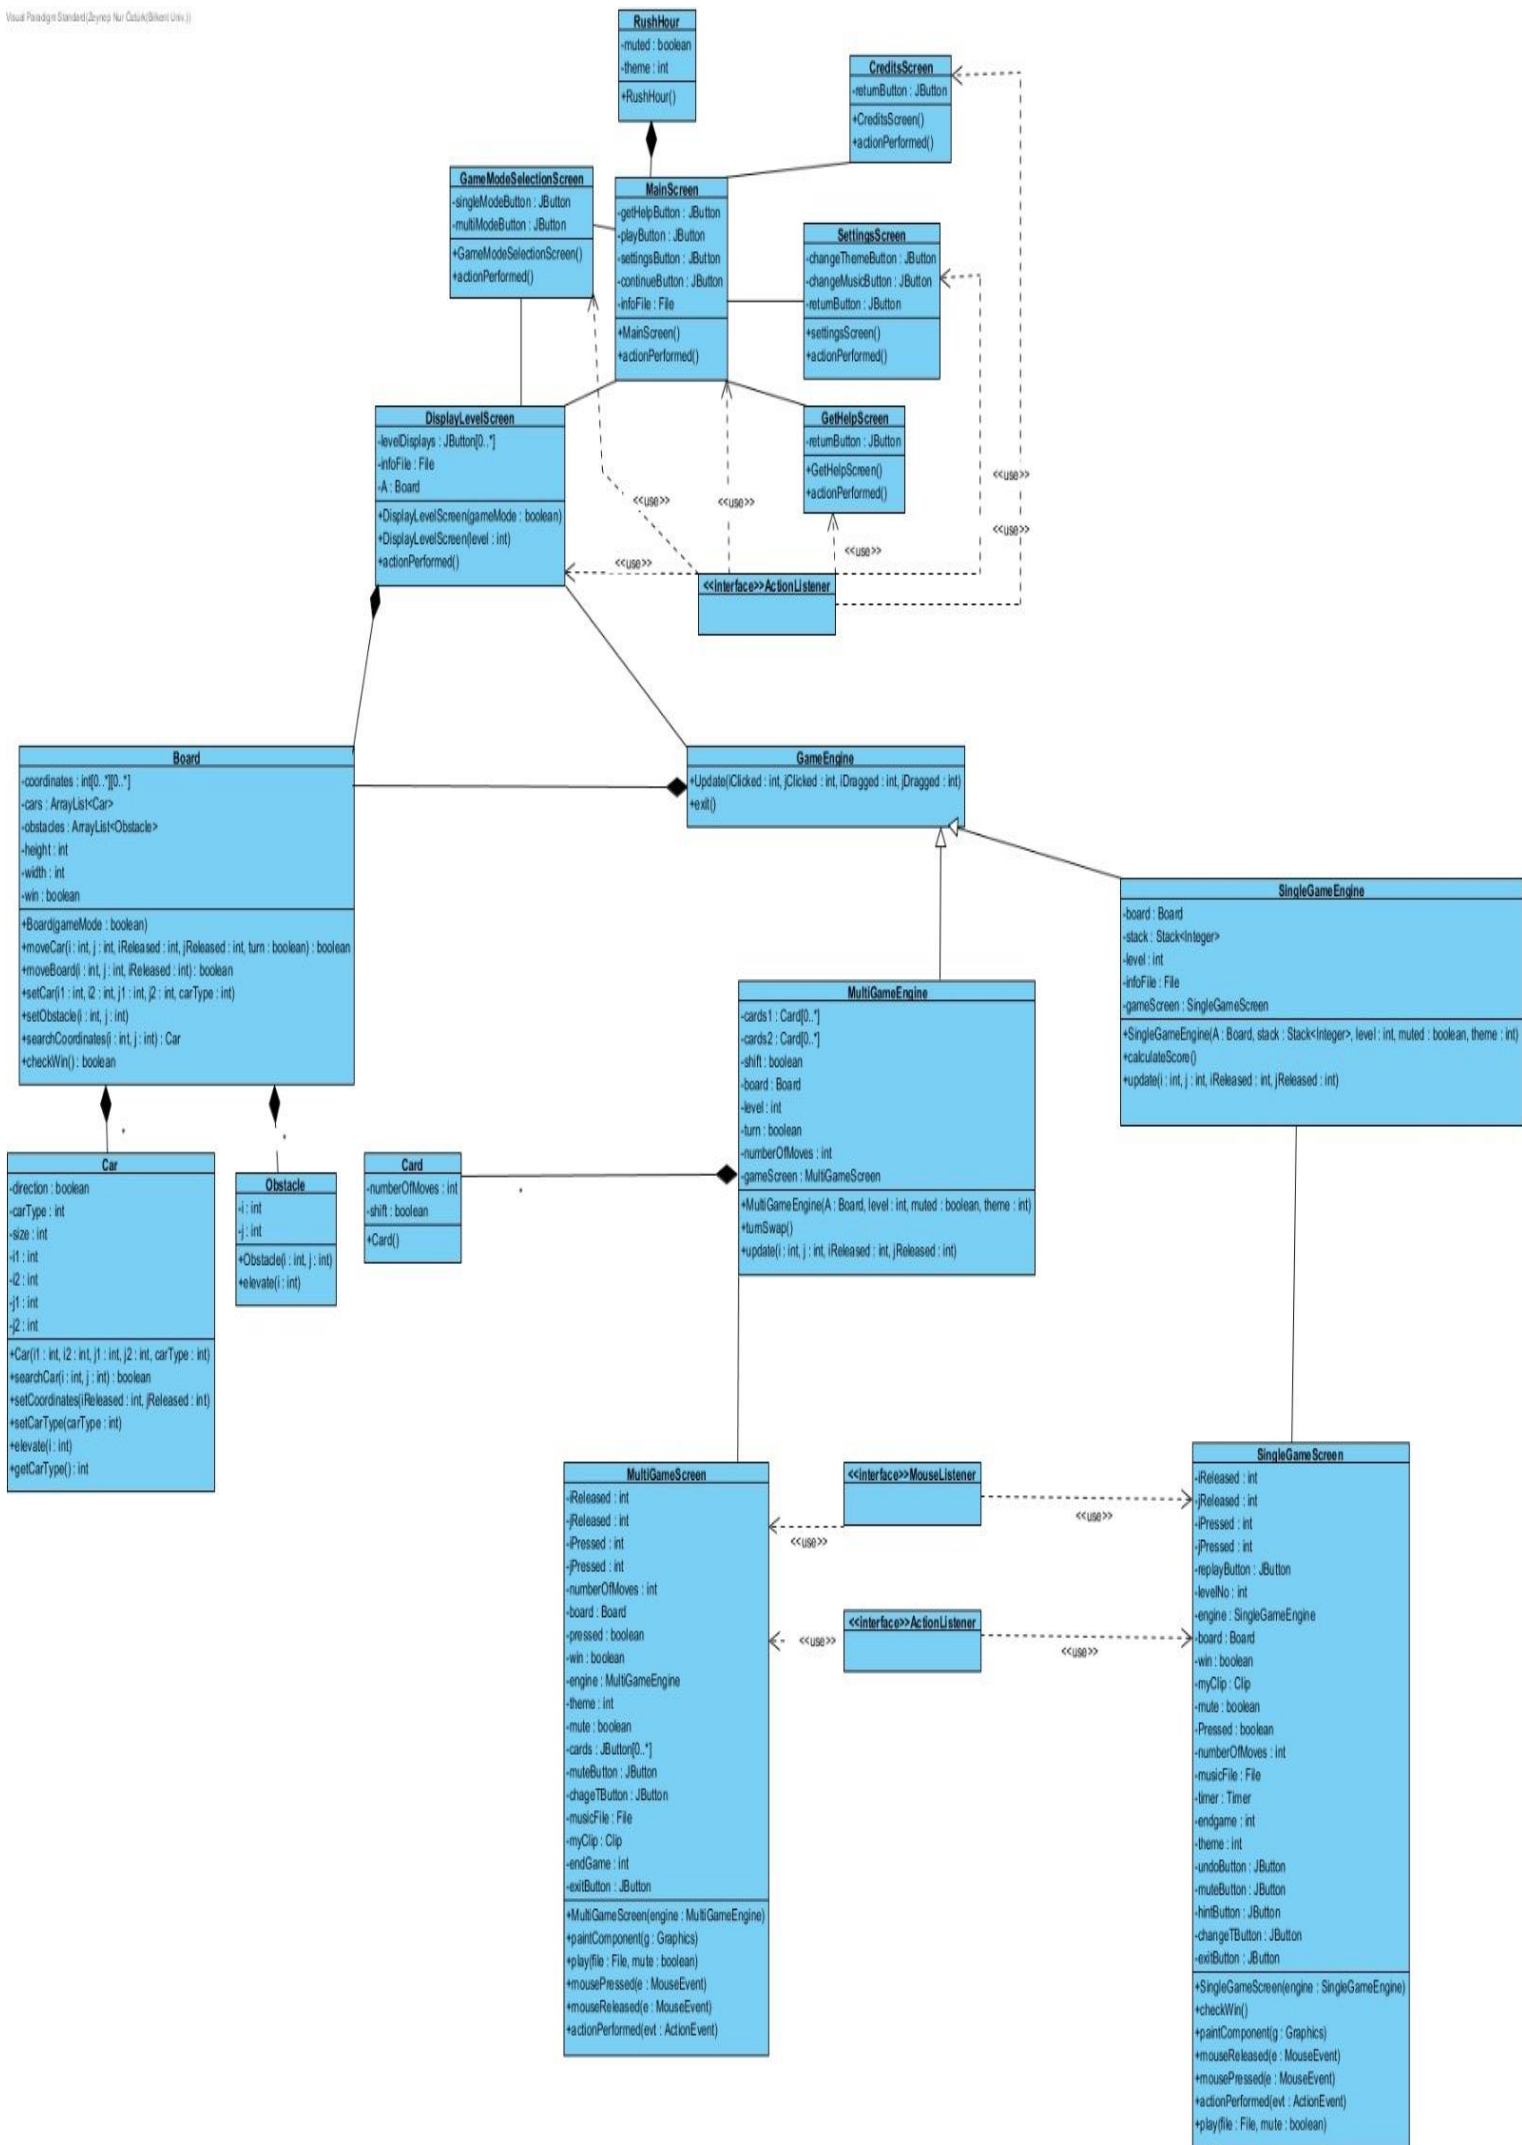 Visual Paradigm Standard(Zeynep Nur Öztürk(Bilkent Univ.))
RushHour
-muted : boolean
-theme : int
+RushHour()
CreditsScreen
-returnButton : JButton
+CreditsScreen()
+actionPerformed()
GameModeSelectionScreen
-singleModeButton : JButton
-multiModeButton : JButton
+GameModeSelectionScreen()
+actionPerformed()
MainScreen
-getHelpButton : JButton
-playButton : JButton
-settingsButton : JButton
-continueButton : JButton
-infoFile : File
+MainScreen()
+actionPerformed()
SettingsScreen
-changeThemeButton : JButton
-changeMusicButton : JButton
-returnButton : JButton
+settingsScreen()
+actionPerformed()
DisplayLevelScreen
-levelDisplays : JButton[0..*]
-infoFile : File
-A : Board
+DisplayLevelScreen(gameMode : boolean)
+DisplayLevelScreen(level : int)
+actionPerformed()
GetHelpScreen
-returnButton : JButton
+GetHelpScreen()
+actionPerformed()
<<use>>
<<use>>
<<use>>
<<use>>
<<use>>
<<use>>
<<interface>>ActionListener
Board
-coordinates : int[0..*][0..*]
-cars : ArrayList<Car>
-obstacles : ArrayList<Obstacle>
-height : int
-width : int
-win : boolean
+Board(gameMode : boolean)
+moveCar(i : int, j : int, iReleased : int, jReleased : int, turn : boolean) : boolean
+moveBoard(i : int, j : int, iReleased : int) : boolean
+setCar(i1 : int, i2 : int, j1 : int, j2 : int, carType : int)
+setObstacle(i : int, j : int)
+searchCoordinates(i : int, j : int) : Car
+checkWin() : boolean
GameEngine
+Update(iClicked : int, jClicked : int, iDragged : int, jDragged : int)
+exit()
SingleGameEngine
-board : Board
-stack : Stack<Integer>
-level : int
-infoFile : File
-gameScreen : SingleGameScreen
+SingleGameEngine(A : Board, stack : Stack<Integer>, level : int, muted : boolean, theme : int)
+calculateScore()
+update(i : int, j : int, iReleased : int, jReleased : int)
MultiGameEngine
-cards1 : Card[0..*]
-cards2 : Card[0..*]
-shift : boolean
-board : Board
-level : int
-turn : boolean
-numberOfMoves : int
-gameScreen : MultiGameScreen
+MultiGameEngine(A : Board, level : int, muted : boolean, theme : int)
+turnSwap()
+update(i : int, j : int, iReleased : int, jReleased : int)
*
*
*
Car
-direction : boolean
-carType : int
-size : int
-i1 : int
-i2 : int
-j1 : int
-j2 : int
+Car(i1 : int, i2 : int, j1 : int, j2 : int, carType : int)
+searchCar(i : int, j : int) : boolean
+setCoordinates(iReleased : int, jReleased : int)
+setCarType(carType : int)
+elevate(i : int)
+getCarType() : int
Obstacle
-i : int
-j : int
+Obstacle(i : int, j : int)
+elevate(i : int)
Card
-numberOfMoves : int
-shift : boolean
+Card()
MultiGameScreen
-iReleased : int
-jReleased : int
-iPressed : int
-jPressed : int
-numberOfMoves : int
-board : Board
-pressed : boolean
-win : boolean
-engine : MultiGameEngine
-theme : int
-mute : boolean
-cards : JButton[0..*]
-muteButton : JButton
-chageTButton : JButton
-musicFile : File
-myClip : Clip
-endGame : int
-exitButton : JButton
+MultiGameScreen(engine : MultiGameEngine)
+paintComponent(g : Graphics)
+play(file : File, mute : boolean)
+mousePressed(e : MouseEvent)
+mouseReleased(e : MouseEvent)
+actionPerformed(evt : ActionEvent)
<<interface>>MouseListener
<<use>>
<<use>>
<<interface>>ActionListener
<<use>>
<<use>>
SingleGameScreen
-iReleased : int
-jReleased : int
-iPressed : int
-jPressed : int
-replayButton : JButton
-levelNo : int
-engine : SingleGameEngine
-board : Board
-win : boolean
-myClip : Clip
-mute : boolean
-Pressed : boolean
-numberOfMoves : int
-musicFile : File
-timer : Timer
-endgame : int
-theme : int
-undoButton : JButton
-muteButton : JButton
-hintButton : JButton
-changeTButton : JButton
-exitButton : JButton
+SingleGameScreen(engine : SingleGameEngine)
+checkWin()
+paintComponent(g : Graphics)
+mouseReleased(e : MouseEvent)
+mousePressed(e : MouseEvent)
+actionPerformed(evt : ActionEvent)
+play(file : File, mute : boolean)